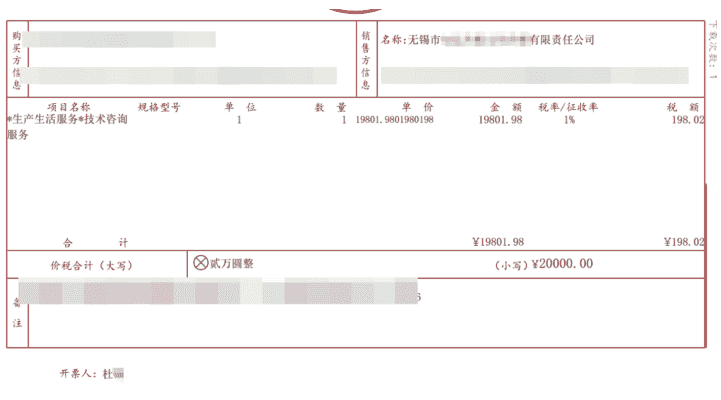 购买方信息
销售方信息
名称:无锡市
有限责任公司
项目名称 规格型号 单位 数量 单价 金额 税率/征收率 税额
*生产生活服务*技术咨询 1 1 19801.9801980198 19801.98 1% 198.02
服务
合计 ¥19801.98 ¥198.02
价税合计（大写） ⊗贰万圆整 （小写）¥20000.00
备注
开票人：杜